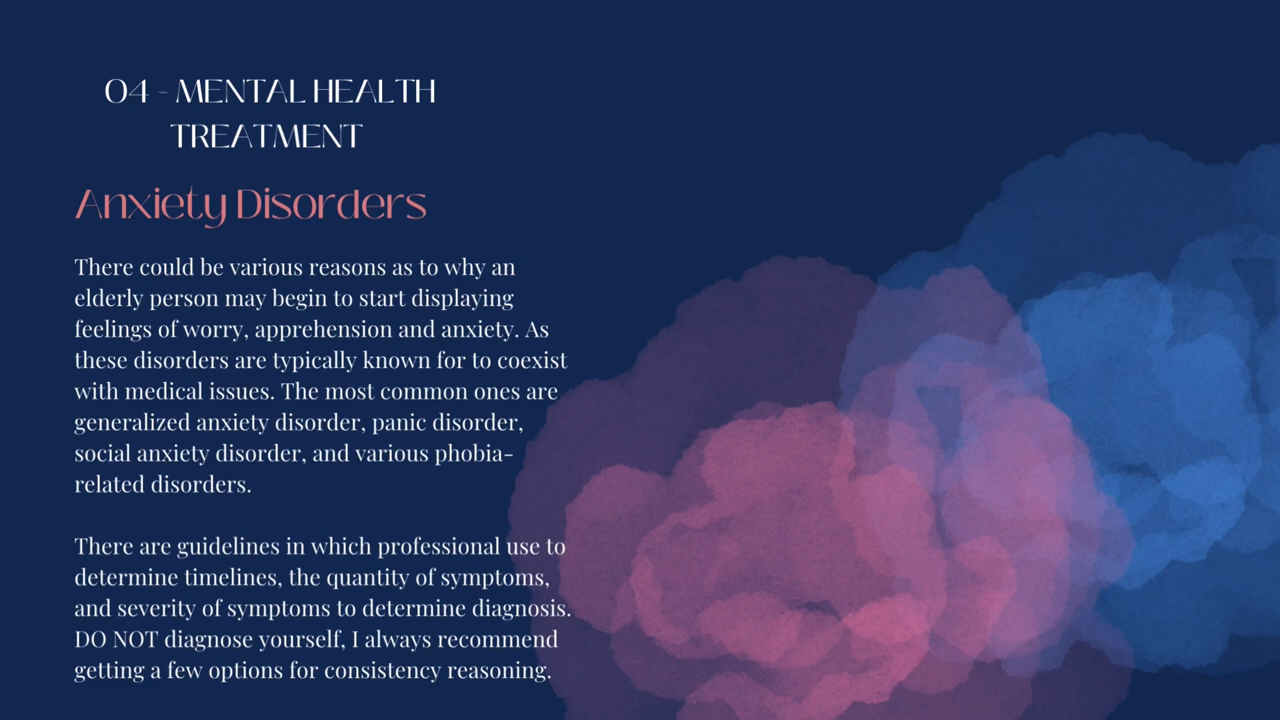 04 - MENTAL HEALTH
TREATMENT
Anxiety Disorders
There could be various reasons as to why an
elderly person may begin to start displaying
feelings of worry, apprehension and anxiety. As
these disorders are typically known for to coexist
with medical issues. The most common ones are
generalized anxiety disorder, panic disorder,
social anxiety disorder, and various phobia-
related disorders.
There are guidelines in which professional use to
determine timelines, the quantity of symptoms,
and severity of symptoms to determine diagnosis.
DO NOT diagnose yourself, I always recommend
getting a few options for consistency reasoning.